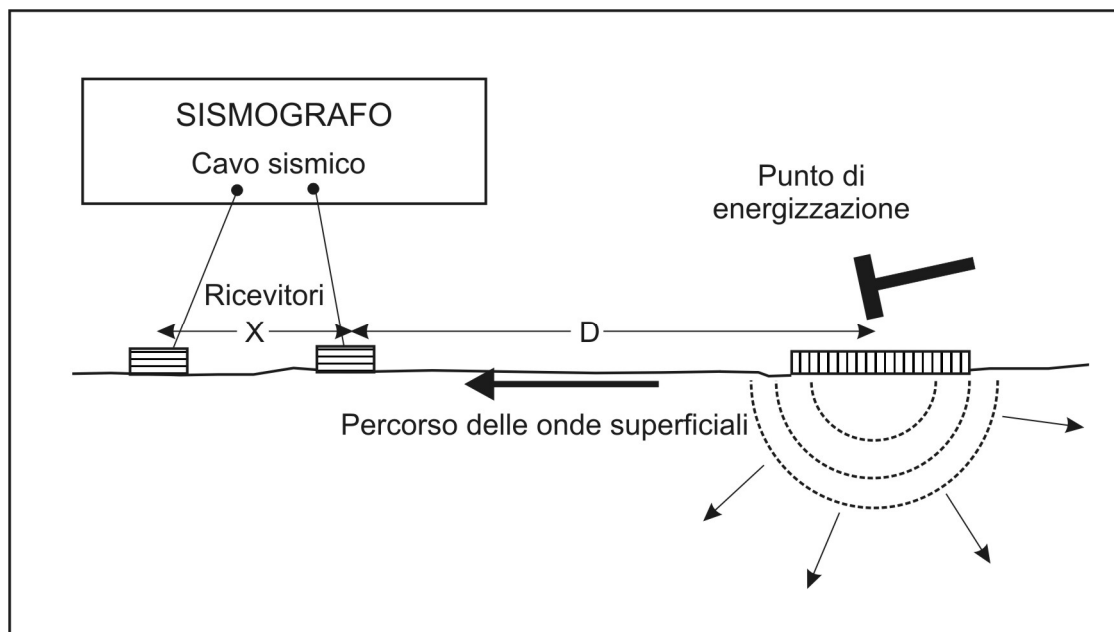 SISMOGRAFO
Cavo sismico
Punto di
energizzazione
Ricevitori
X
D
Percorso delle onde superficiali